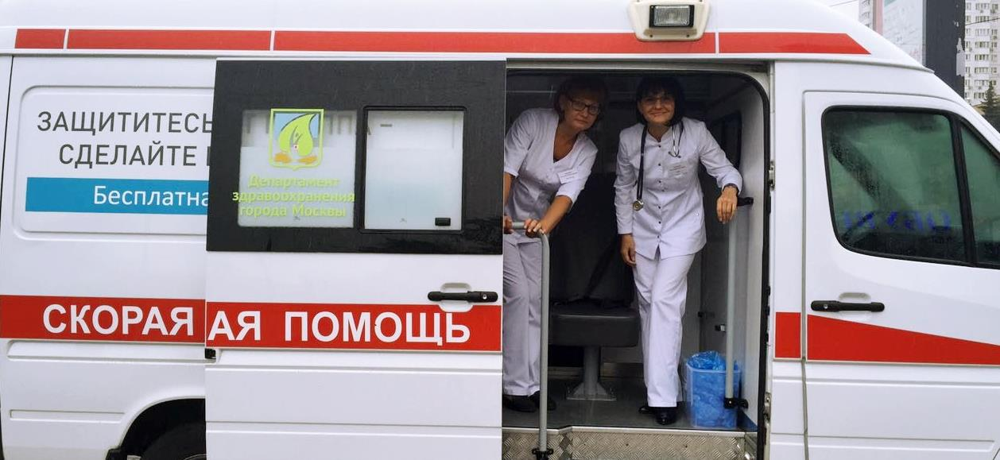 ЗАЩИТИТЕСЬ
СДЕЛАЙТЕ
Бесплатна
Департамент
здравоохранения
города Москвы
СКОРАЯ
АЯ ПОМОЩЬ